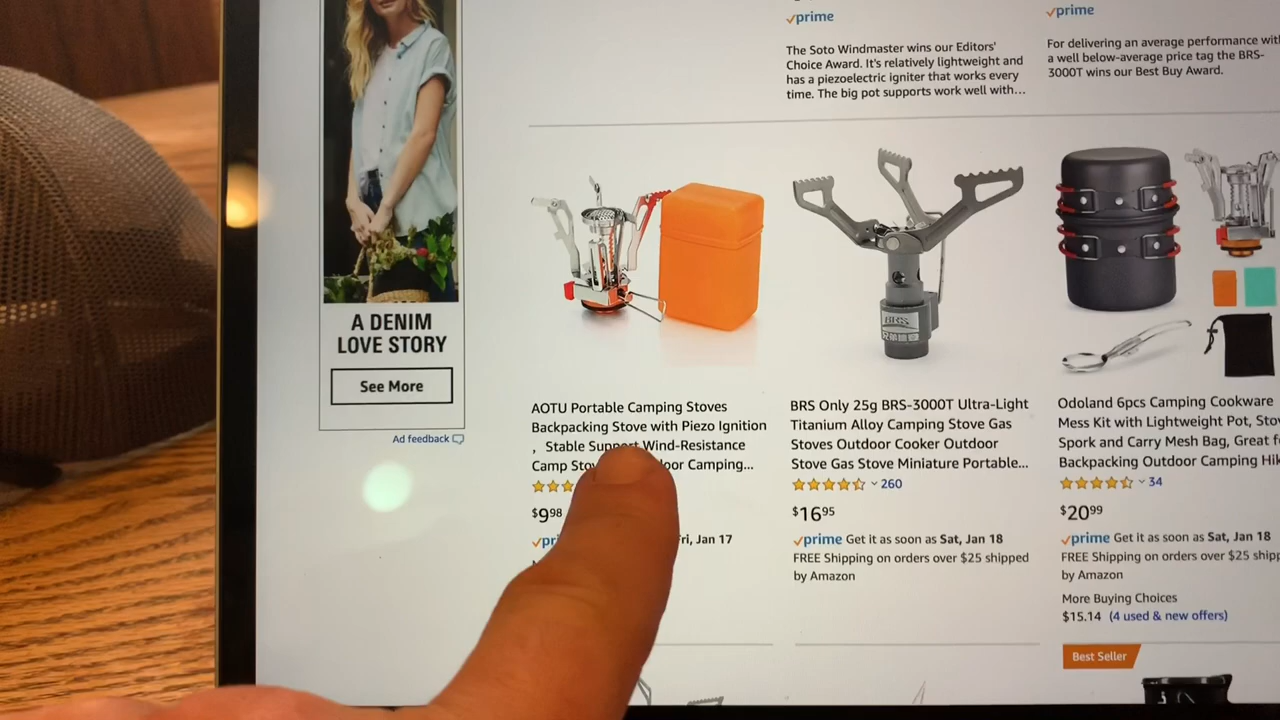 prime
prime
The Soto Windmaster wins our Editors'
Choice Award. It's relatively lightweight and
has a piezoelectric igniter that works every
time. The big pot supports work well with...
For delivering an average performance with
a well below-average price tag the BRS-
3000T wins our Best Buy Award.
A DENIM
LOVE STORY
See More
Ad feedback
AOTU Portable Camping Stoves
Backpacking Stove with Piezo Ignition
, Stable Support Wind-Resistance
Camp door Camping...
$9.98
Fri, Jan 17
BRS
BRS Only 25g BRS-3000T Ultra-Light
Titanium Alloy Camping Stove Gas
Stoves Outdoor Cooker Outdoor
Stove Gas Stove Miniature Portable...
260
$16.95
prime Get it as soon as Sat, Jan 18
FREE Shipping on orders over $25 shipped
by Amazon
Odoland 6pcs Camping Cookware
Mess Kit with Lightweight Pot, Stov
Spork and Carry Mesh Bag, Great f
Backpacking Outdoor Camping Hik
34
$20.99
prime Get it as soon as Sat, Jan 18
FREE Shipping on orders over $25 shipp
by Amazon
More Buying Choices
$15.14 (4 used & new offers)
Best Seller